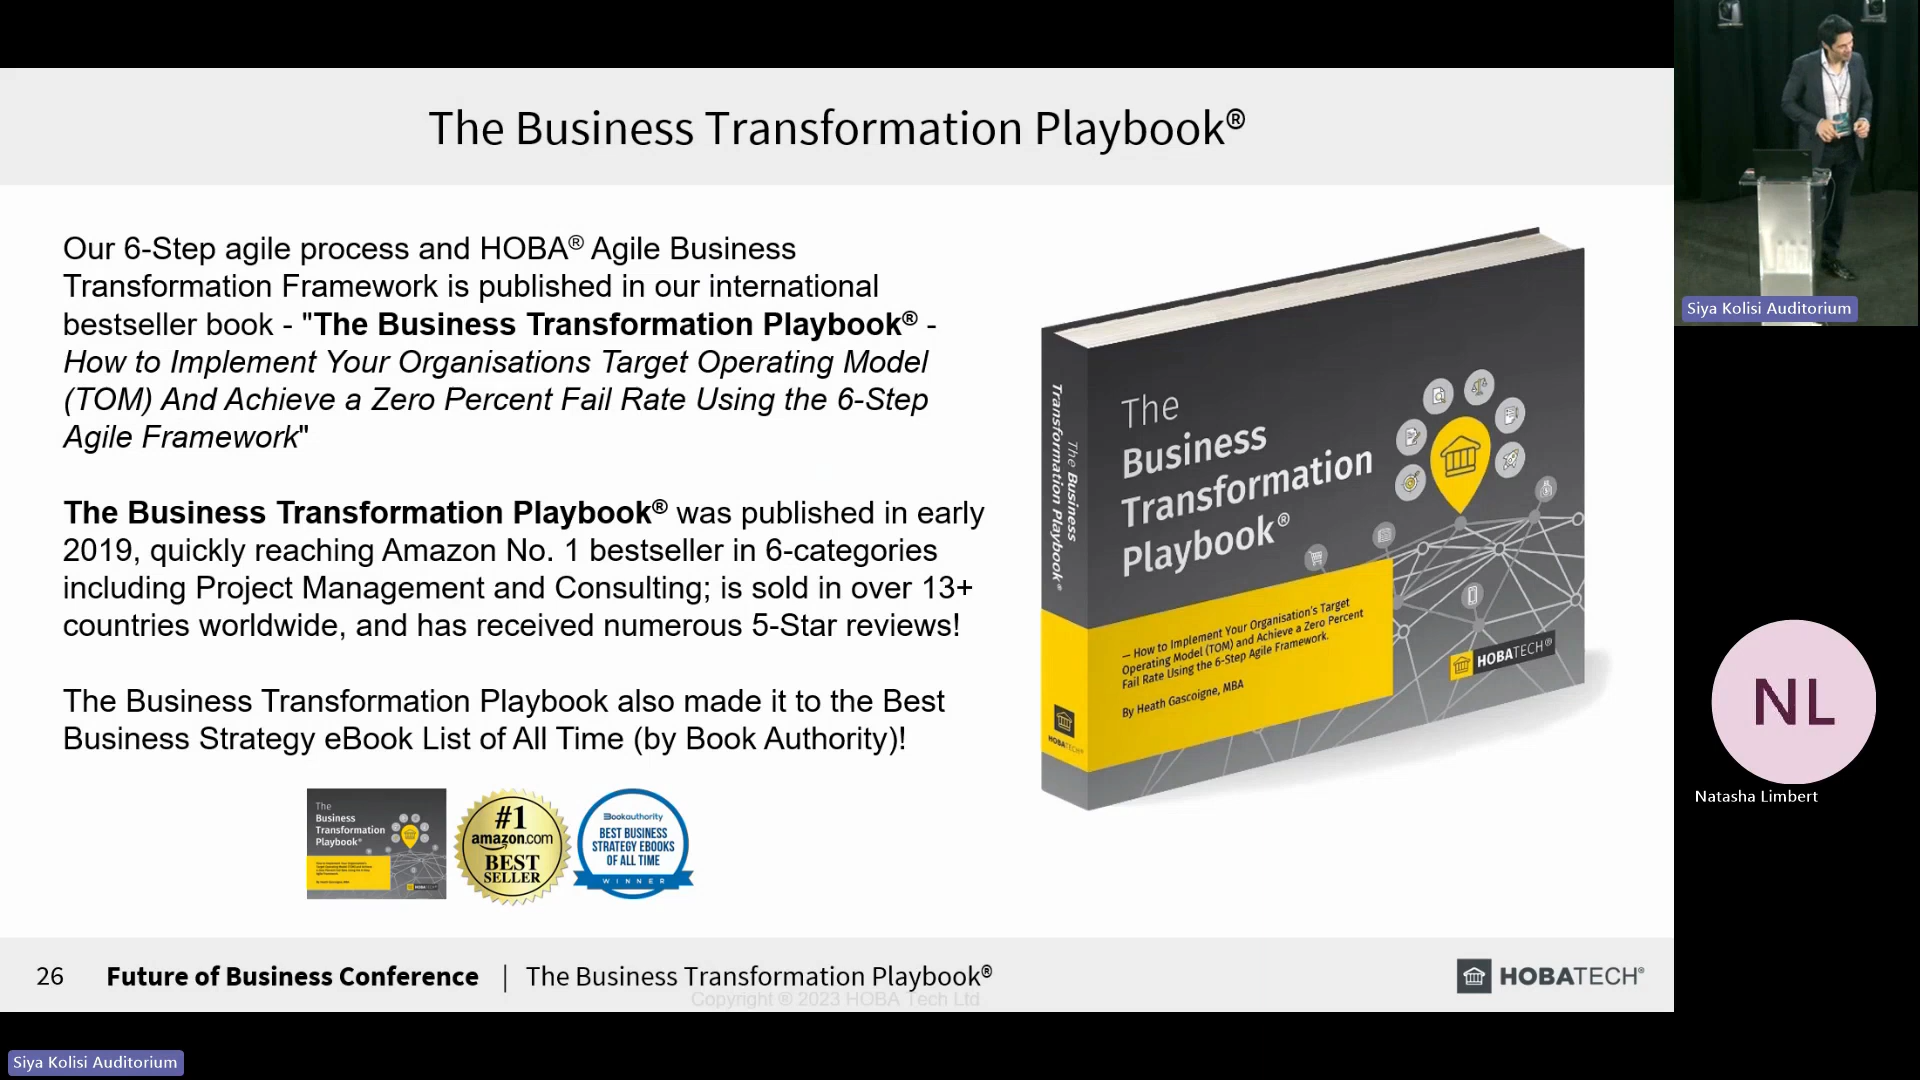 The Business Transformation Playbook®
Our 6-Step agile process and HOBA® Agile Business
Transformation Framework is published in our international
bestseller book - "The Business Transformation Playbook® -
How to Implement Your Organisations Target Operating Model
(TOM) And Achieve a Zero Percent Fail Rate Using the 6-Step
Agile Framework"
The Business Transformation Playbook® was published in early
2019, quickly reaching Amazon No. 1 bestseller in 6-categories
including Project Management and Consulting; is sold in over 13+
countries worldwide, and has received numerous 5-Star reviews!
The Business Transformation Playbook also made it to the Best
Business Strategy eBook List of All Time (by Book Authority)!
The
Business
Transformation
Playbook®
#1
amazon.com
BEST
SELLER
Bookauthority
BEST BUSINESS
STRATEGY EBOOKS
OF ALL TIME
WINNER
The Business
Transformation Playbook®
HOBATECH®
The
Business
Transformation
Playbook®
— How to Implement Your Organisation's Target
Operating Model (TOM) and Achieve a Zero Percent
Fail Rate Using the 6-Step Agile Framework.
By Heath Gascoigne, MBA
HOBATECH®
26 Future of Business Conference | The Business Transformation Playbook®
Copyright ® 2023 HOBA Tech Ltd
HOBATECH®
Siya Kolisi Auditorium
NL
Natasha Limbert
Siya Kolisi Auditorium